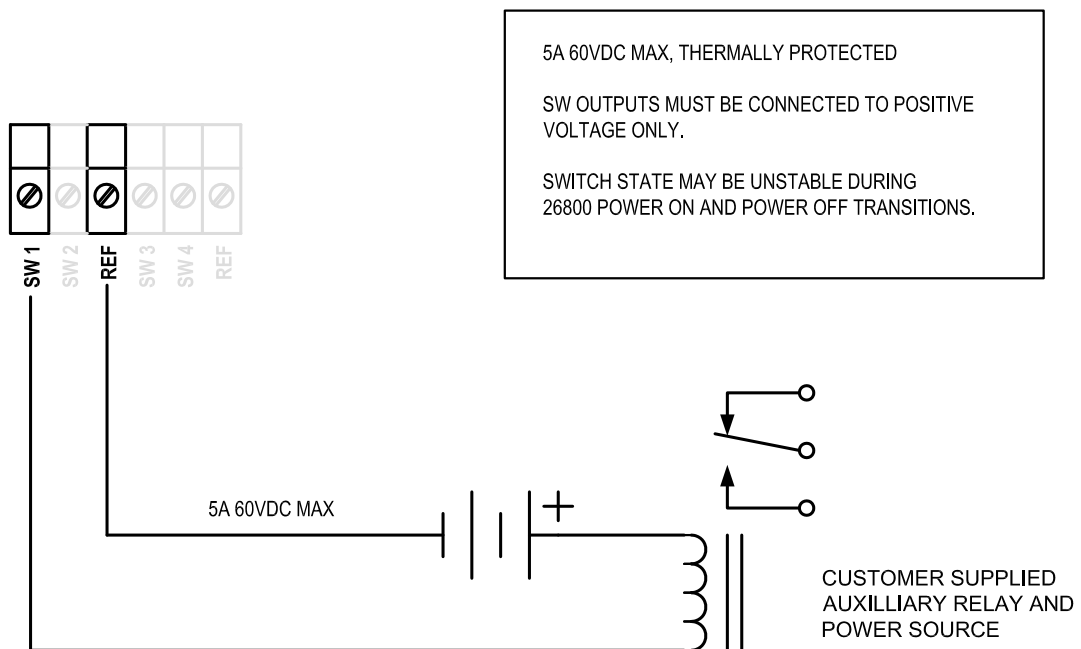 5A 60VDC MAX, THERMALLY PROTECTED
SW OUTPUTS MUST BE CONNECTED TO POSITIVE
VOLTAGE ONLY.
SWITCH STATE MAY BE UNSTABLE DURING
26800 POWER ON AND POWER OFF TRANSITIONS.
SW 1
SW 2
REF
SW 3
SW 4
REF
5A 60VDC MAX
+
CUSTOMER SUPPLIED
AUXILLIARY RELAY AND
POWER SOURCE